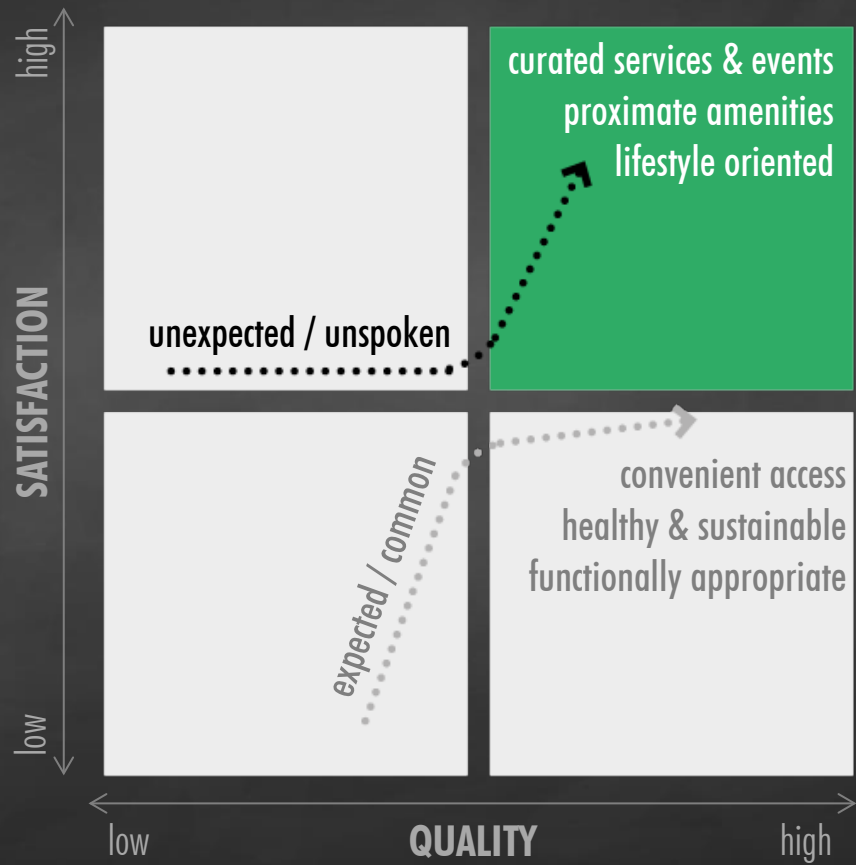 high
curated services & events
proximate amenities
lifestyle oriented
unexpected / unspoken
SATISFACTION
expected / common
convenient access
healthy & sustainable
functionally appropriate
low
low
QUALITY
high